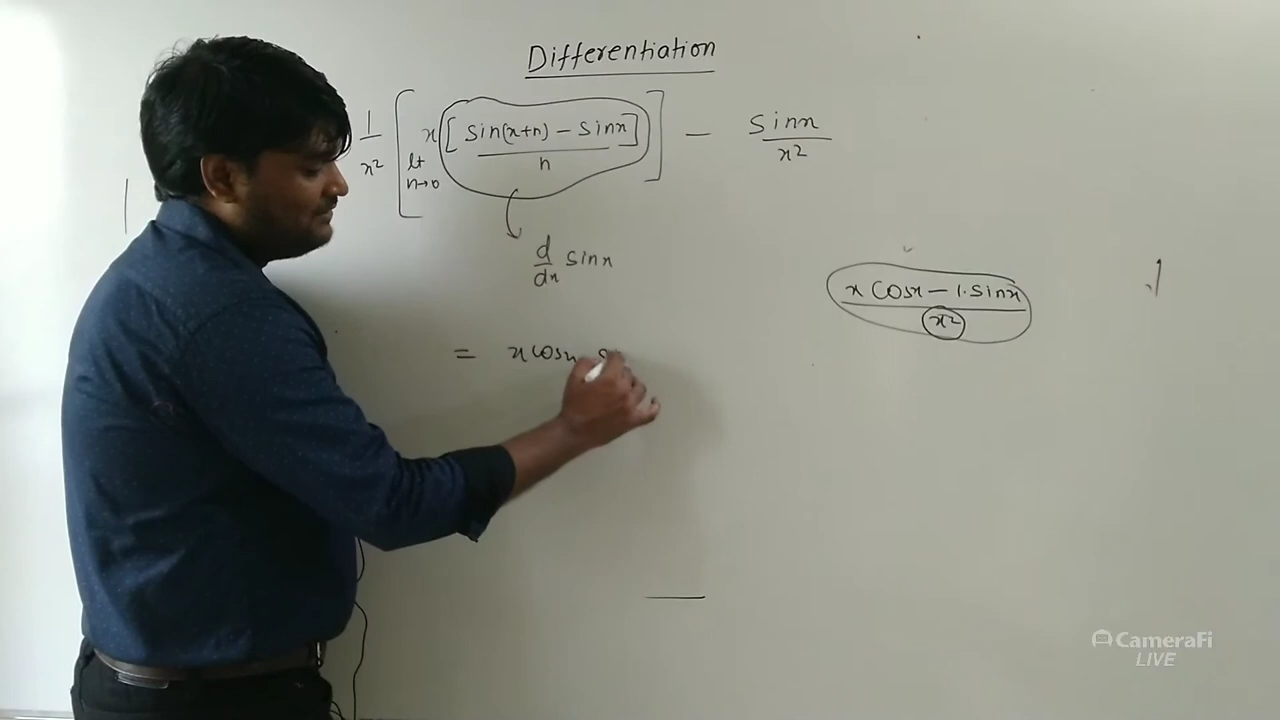 Differentiation
1/x² [ lt n→0 x [ sin(x+n) − sinx ] / n ] − sinx / x²
d/dx sinx
x cosx − 1.sinx / x²
= x cosx
CameraFi
LIVE